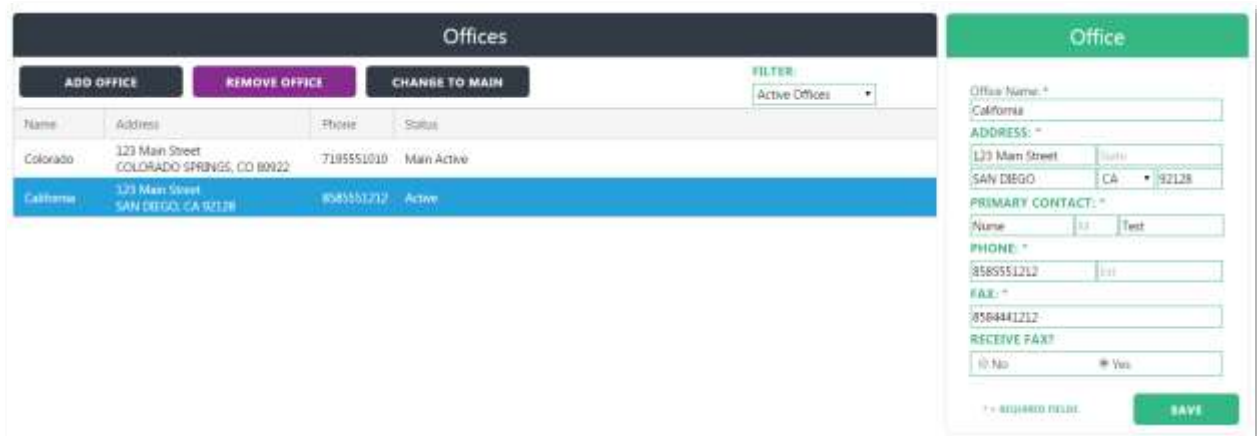 Offices
ADD OFFICE REMOVE OFFICE CHANGE TO MAIN
FILTER:
Active Offices
Name Address Phone Status
Colorado 123 Main Street 7195551010 Main Active
COLORADO SPRINGS, CO 80922
California 123 Main Street 8585551212 Active
SAN DIEGO, CA 92128
Office
Office Name: *
California
ADDRESS: *
123 Main Street Suite
SAN DIEGO CA 92128
PRIMARY CONTACT: *
Nurse M Test
PHONE: *
8585551212 Ext
FAX: *
8584441212
RECEIVE FAX?
No Yes
* = REQUIRED FIELDS
SAVE